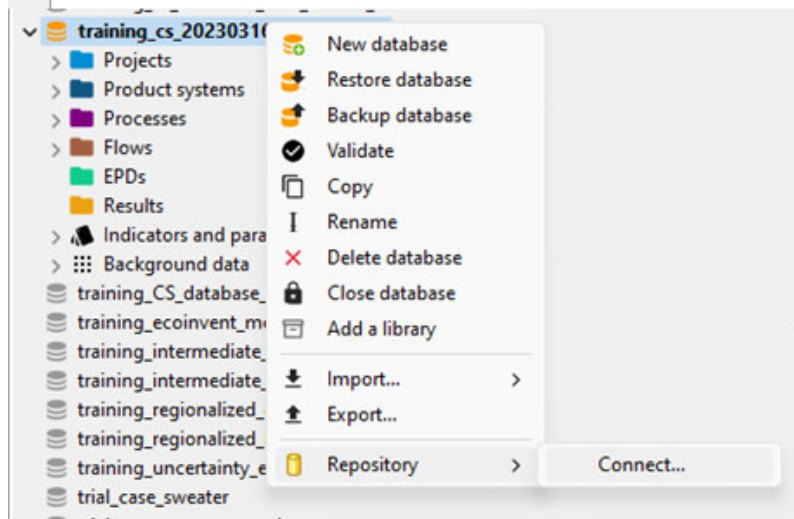 training_cs_20230316
Projects
Product systems
Processes
Flows
EPDs
Results
Indicators and para
Background data
training_CS_database_
training_ecoinvent_m
training_intermediate_
training_intermediate_
training_regionalized_
training_regionalized_
training_uncertainty_e
trial_case_sweater
New database
Restore database
Backup database
Validate
Copy
Rename
Delete database
Close database
Add a library
Import...
Export...
Repository
Connect...